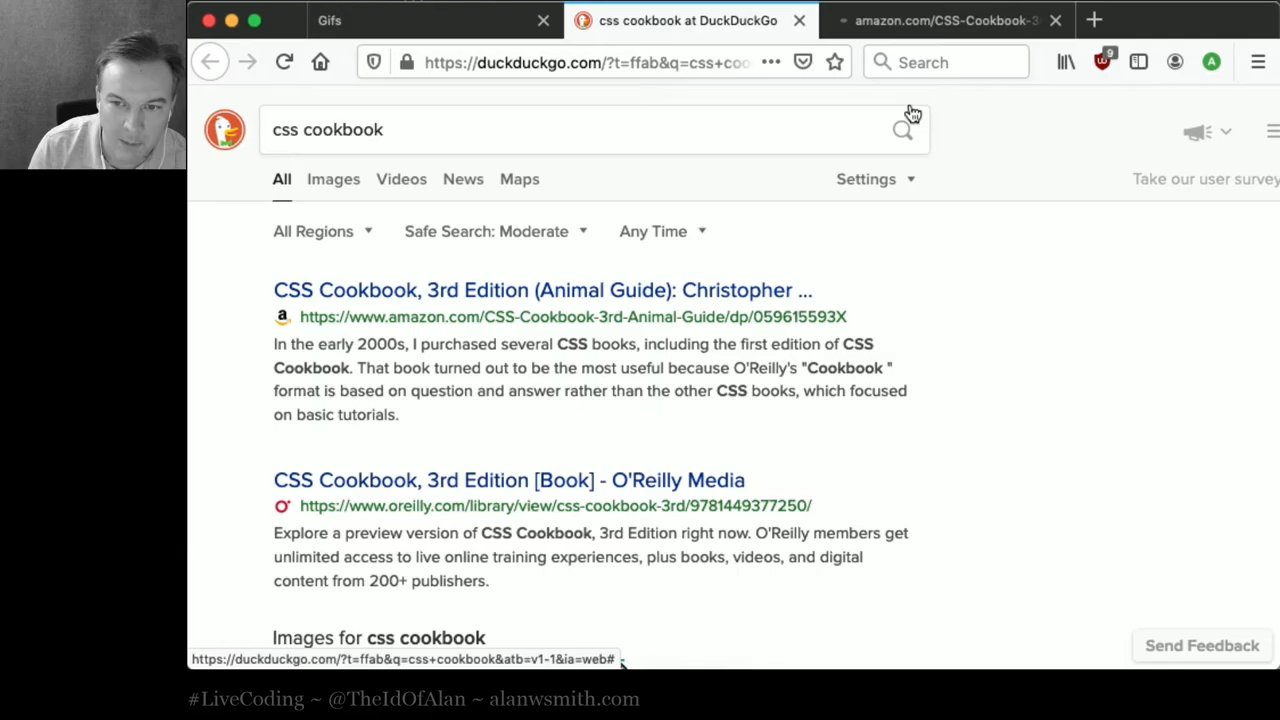 Gifs
css cookbook at DuckDuckGo
amazon.com/CSS-Cookbook-3
https://duckduckgo.com/?t=ffab&q=css+coo
Search
9
A
css cookbook
All Images Videos News Maps Settings
Take our user survey
All Regions Safe Search: Moderate Any Time
CSS Cookbook, 3rd Edition (Animal Guide): Christopher ...
a https://www.amazon.com/CSS-Cookbook-3rd-Animal-Guide/dp/059615593X
In the early 2000s, I purchased several CSS books, including the first edition of CSS
Cookbook. That book turned out to be the most useful because O'Reilly's "Cookbook "
format is based on question and answer rather than the other CSS books, which focused
on basic tutorials.
CSS Cookbook, 3rd Edition [Book] - O'Reilly Media
https://www.oreilly.com/library/view/css-cookbook-3rd/9781449377250/
Explore a preview version of CSS Cookbook, 3rd Edition right now. O'Reilly members get
unlimited access to live online training experiences, plus books, videos, and digital
content from 200+ publishers.
Images for css cookbook
Send Feedback
https://duckduckgo.com/?t=ffab&q=css+cookbook&atb=v1-1&ia=web#
#LiveCoding ~ @TheIdOfAlan ~ alanwsmith.com